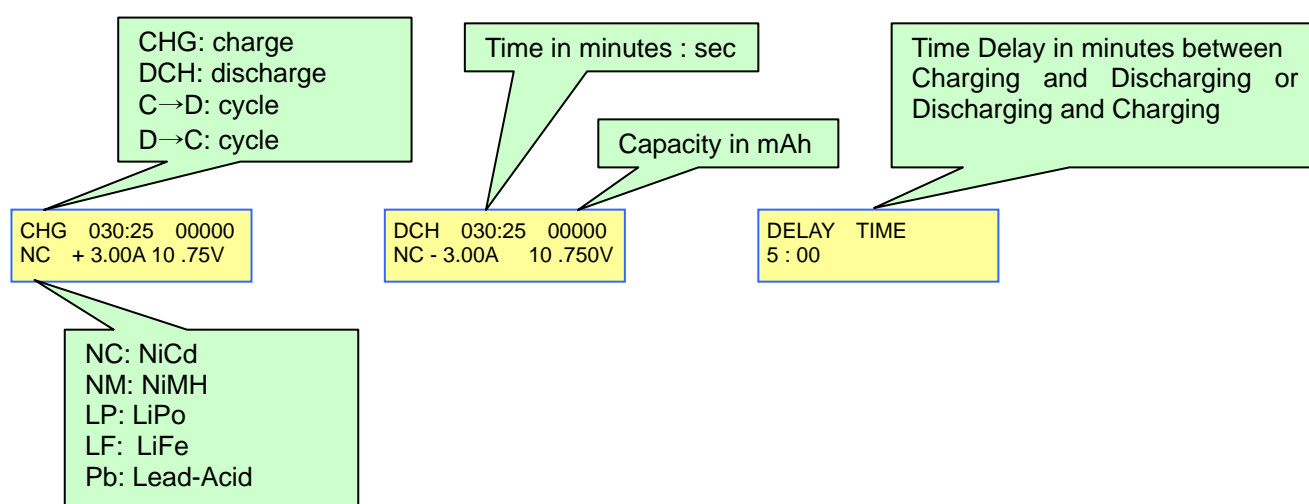 CHG: charge
DCH: discharge
C→D: cycle
D→C: cycle
Time in minutes : sec
Capacity in mAh
Time Delay in minutes between
Charging and Discharging or
Discharging and Charging
CHG 030:25 00000
NC + 3.00A 10 .75V
DCH 030:25 00000
NC - 3.00A 10 .750V
DELAY TIME
5 : 00
NC: NiCd
NM: NiMH
LP: LiPo
LF: LiFe
Pb: Lead-Acid